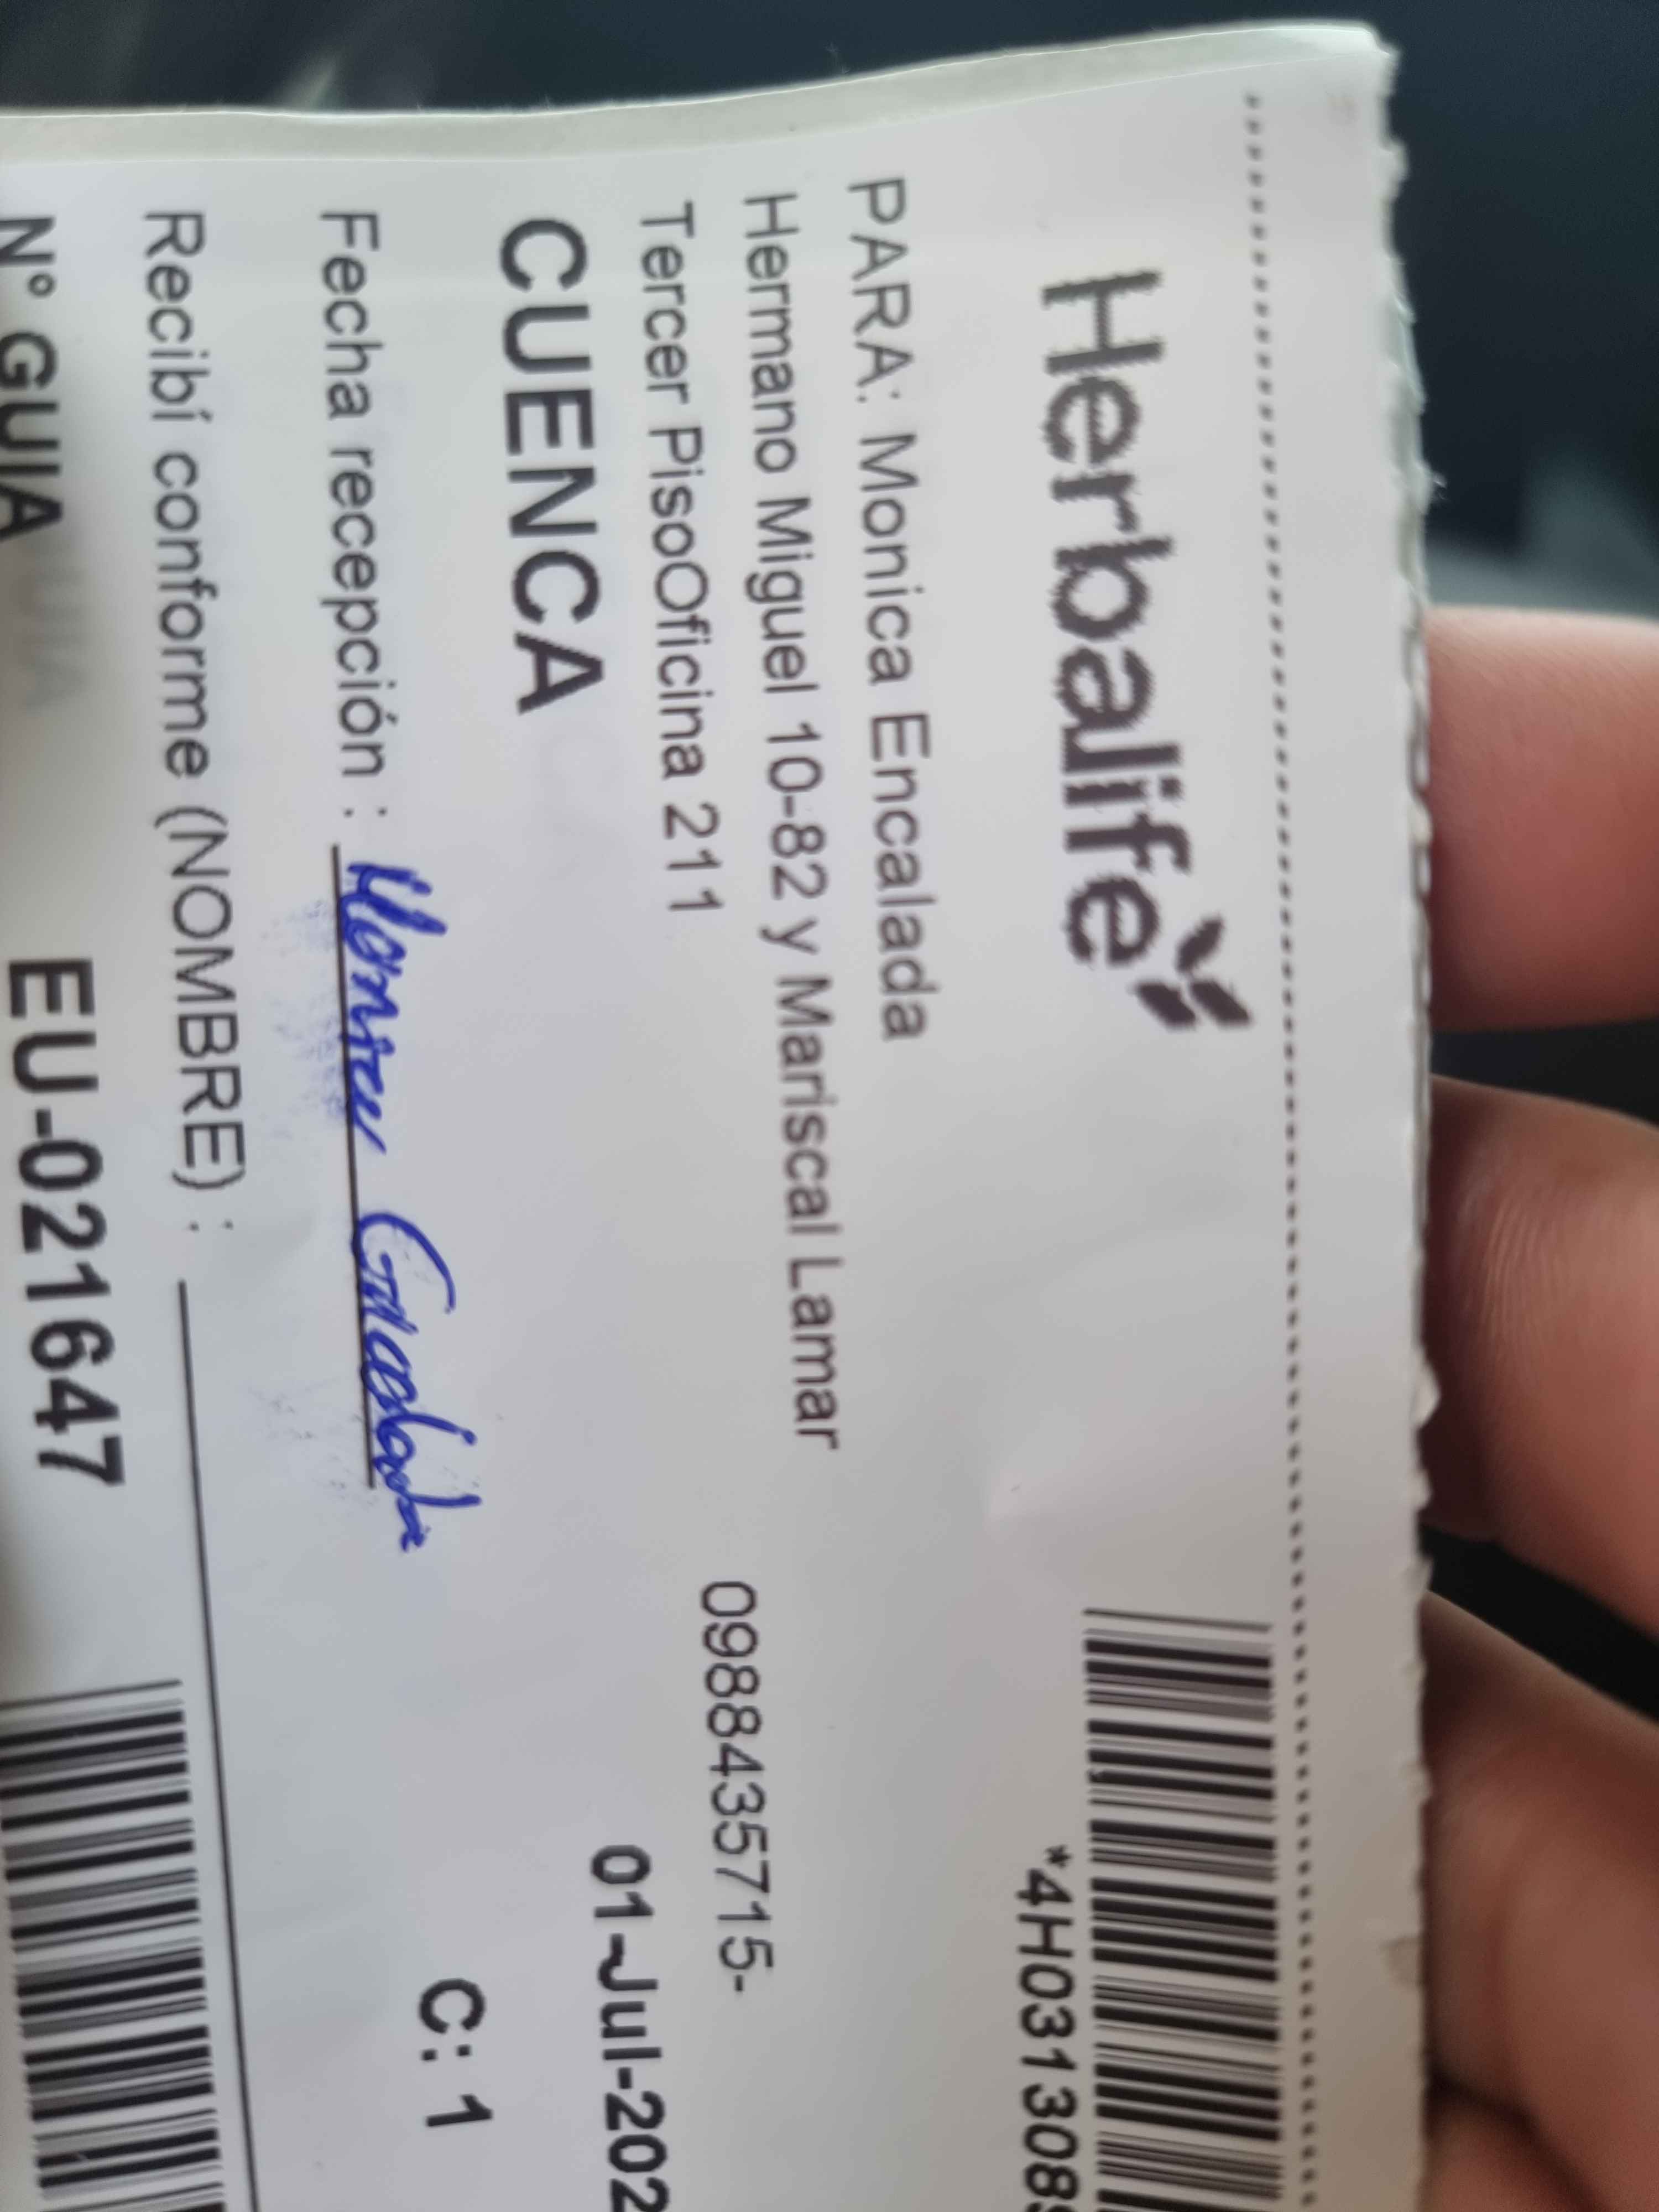 Herbalife
*4H0313089
PARA: Monica Encalada
Hermano Miguel 10-82 y Mariscal Lamar
Tercer PisoOficina 211
0988435715-
CUENCA
01-Jul-202
Fecha recepción : Monica Encalada
C: 1
Recibí conforme (NOMBRE) :
N° GUIA EU-021647